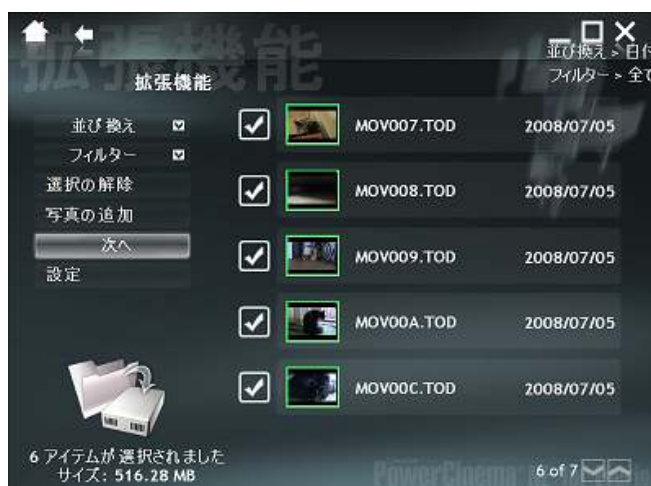 拡張機能
並び換え > 日付
フィルター > 全て
拡張機能
並び換え
フィルター
選択の解除
写真の追加
次へ
設定
MOV007.TOD 2008/07/05
MOV008.TOD 2008/07/05
MOV009.TOD 2008/07/05
MOV00A.TOD 2008/07/05
MOV00C.TOD 2008/07/05
6 アイテムが選択されました
サイズ: 516.28 MB
PowerCinema
6 of 7